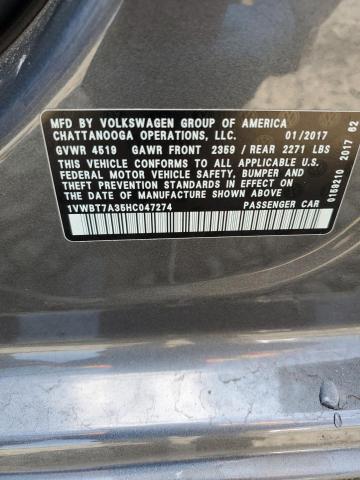 MFD BY VOLKSWAGEN GROUP OF AMERICA
CHATTANOOGA OPERATIONS, LLC. 01/2017
GVWR 4519 GAWR FRONT 2359 / REAR 2271 LBS
THIS VEHICLE CONFORMS TO ALL APPLICABLE U.S.
FEDERAL MOTOR VEHICLE SAFETY, BUMPER AND
THEFT PREVENTION STANDARDS IN EFFECT ON
THE DATE OF MANUFACTURE SHOWN ABOVE
1VWBT7A35HC047274 PASSENGER CAR
0159210 2017 62